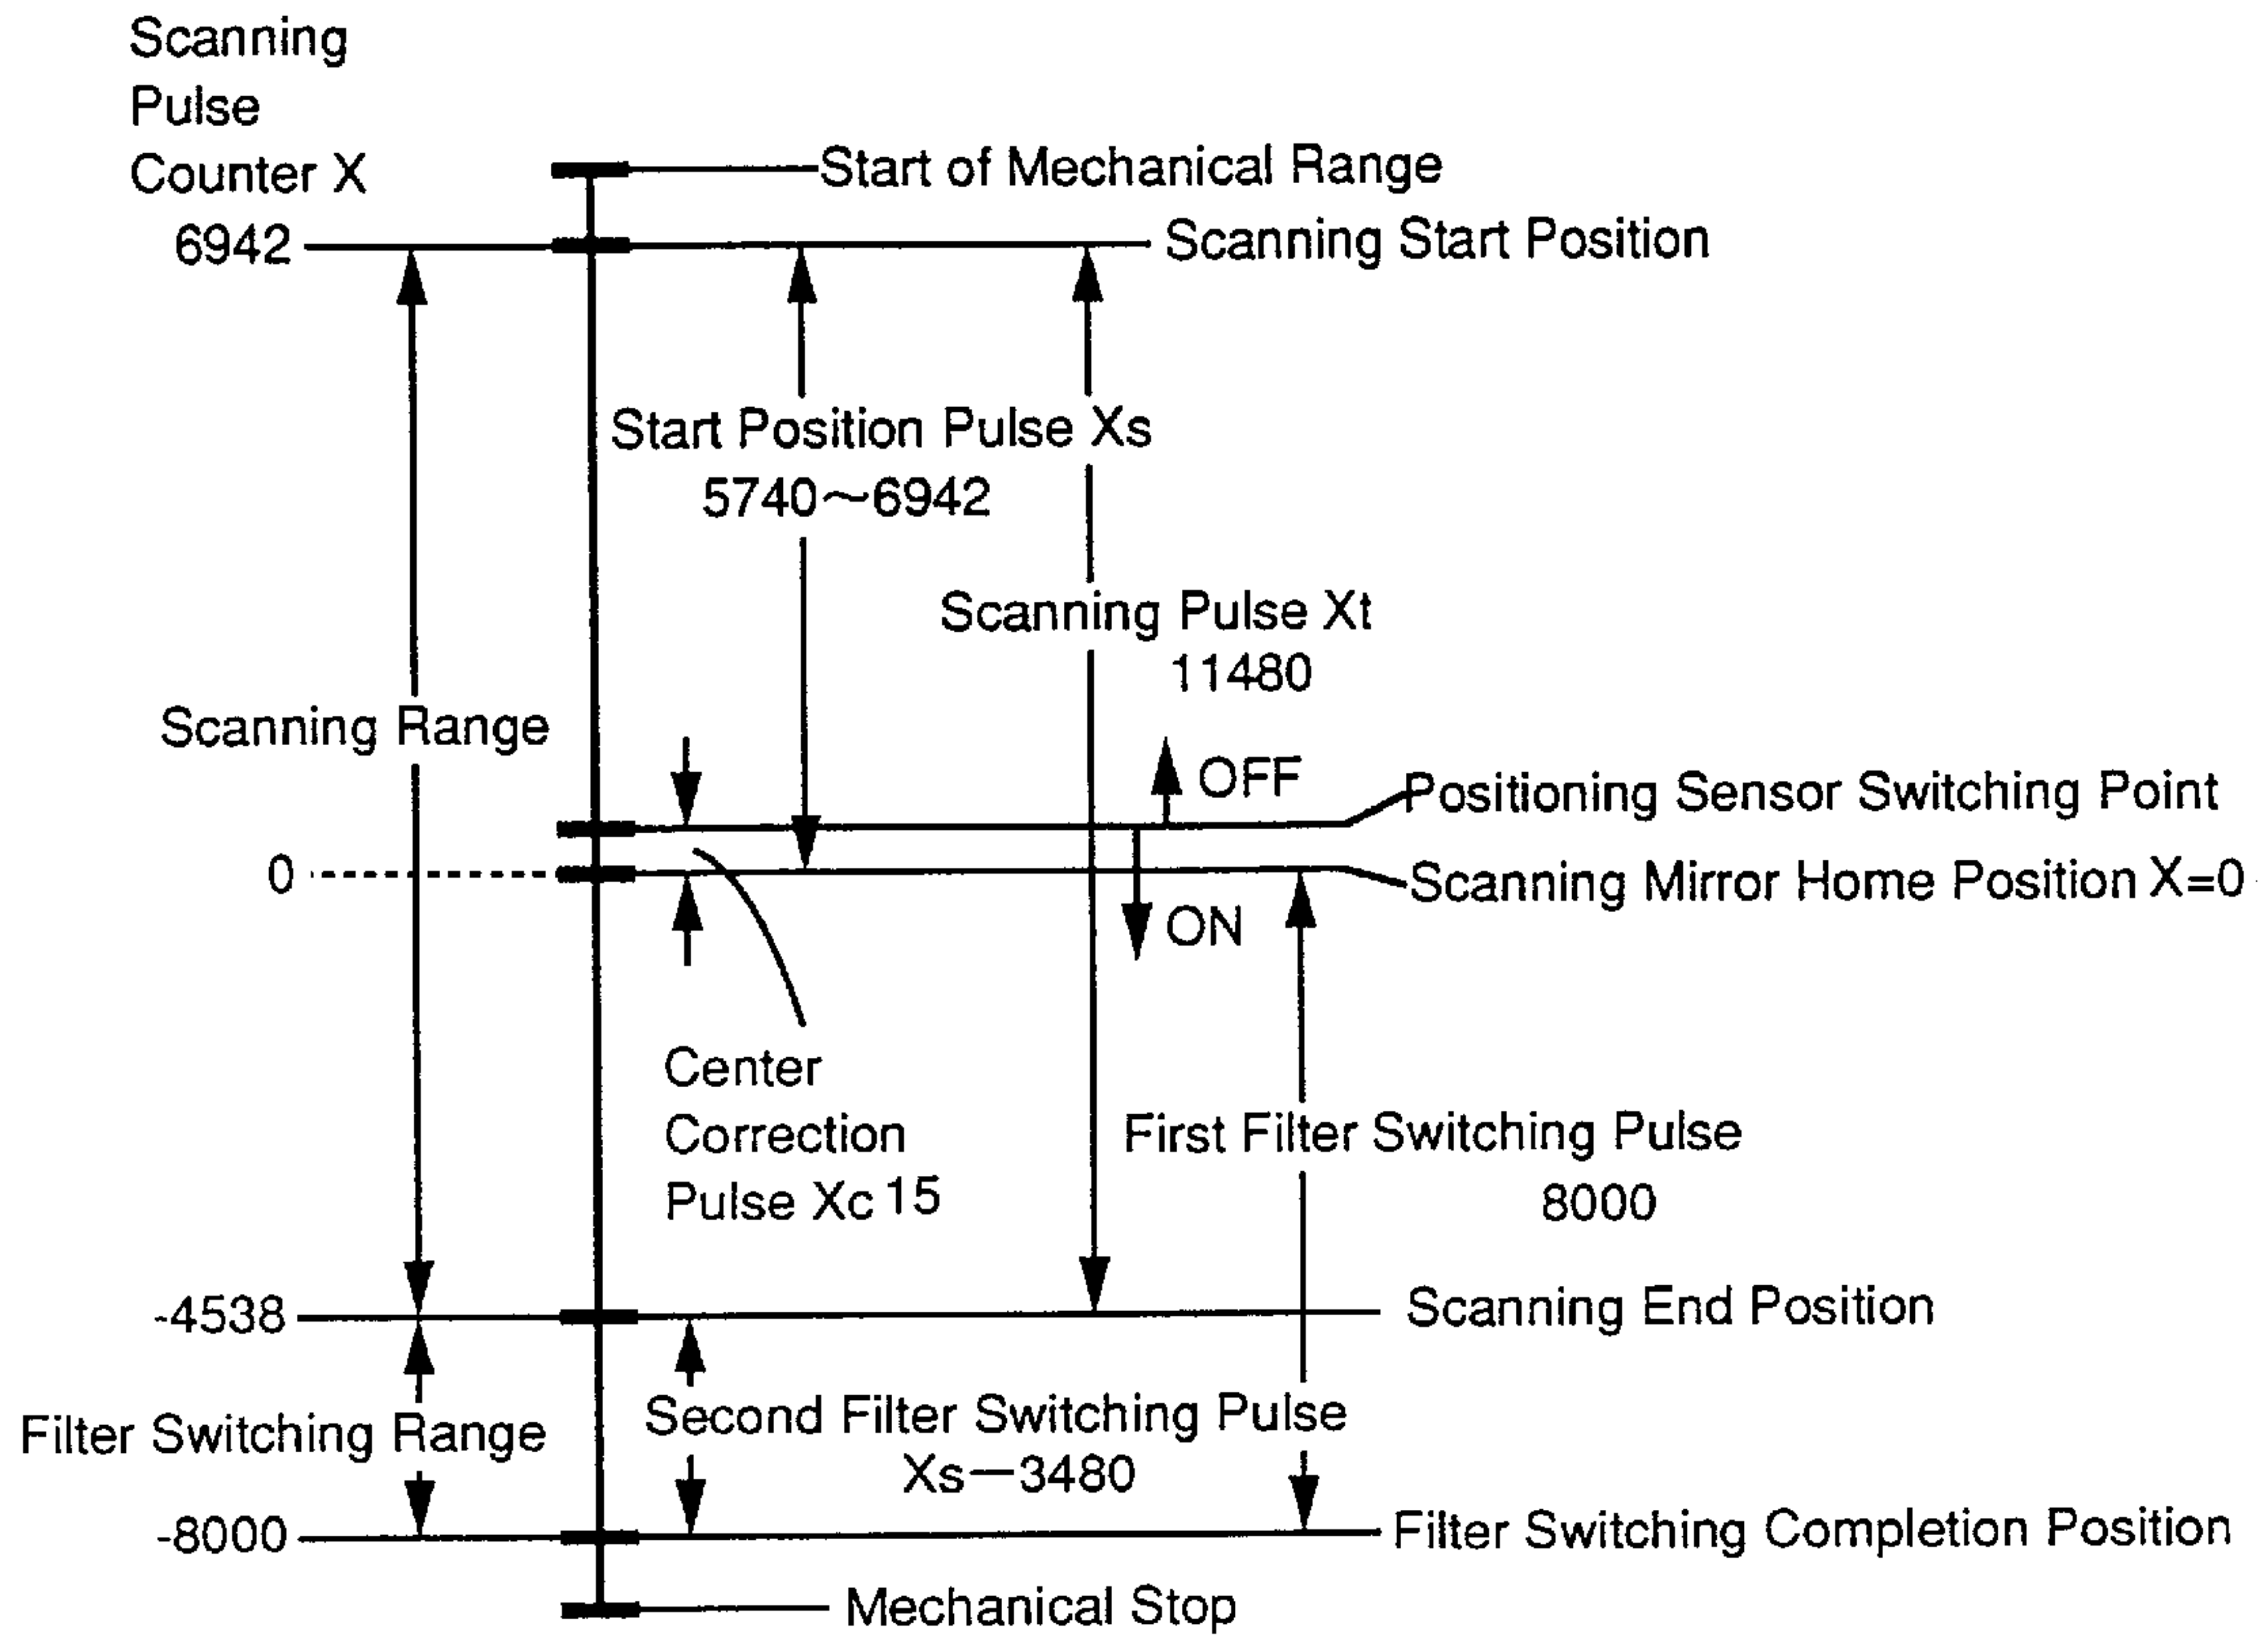 Scanning
Pulse
Counter X
Start of Mechanical Range
6942
Scanning Start Position
Start Position Pulse Xs
5740～6942
Scanning Pulse Xt
11480
Scanning Range
OFF
Positioning Sensor Switching Point
0
Scanning Mirror Home Position X=0
ON
Center
Correction
Pulse Xc 15
First Filter Switching Pulse
8000
-4538
Scanning End Position
Second Filter Switching Pulse
Xs—3480
Filter Switching Range
-8000
Filter Switching Completion Position
Mechanical Stop